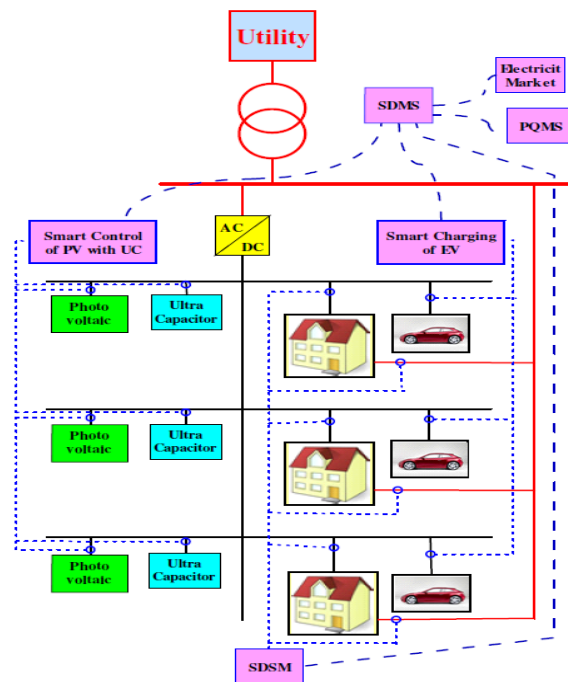 Utility
Electricit
Market
SDMS
PQMS
Smart Control
of PV with UC
AC
DC
Smart Charging
of EV
Photo
voltaic
Ultra
Capacitor
Photo
voltaic
Ultra
Capacitor
Photo
voltaic
Ultra
Capacitor
SDSM